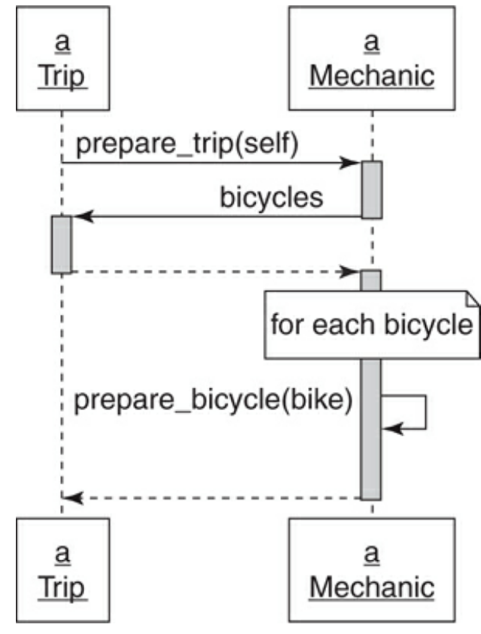 a
Trip
a
Mechanic
prepare_trip(self)
bicycles
for each bicycle
prepare_bicycle(bike)
a
Trip
a
Mechanic